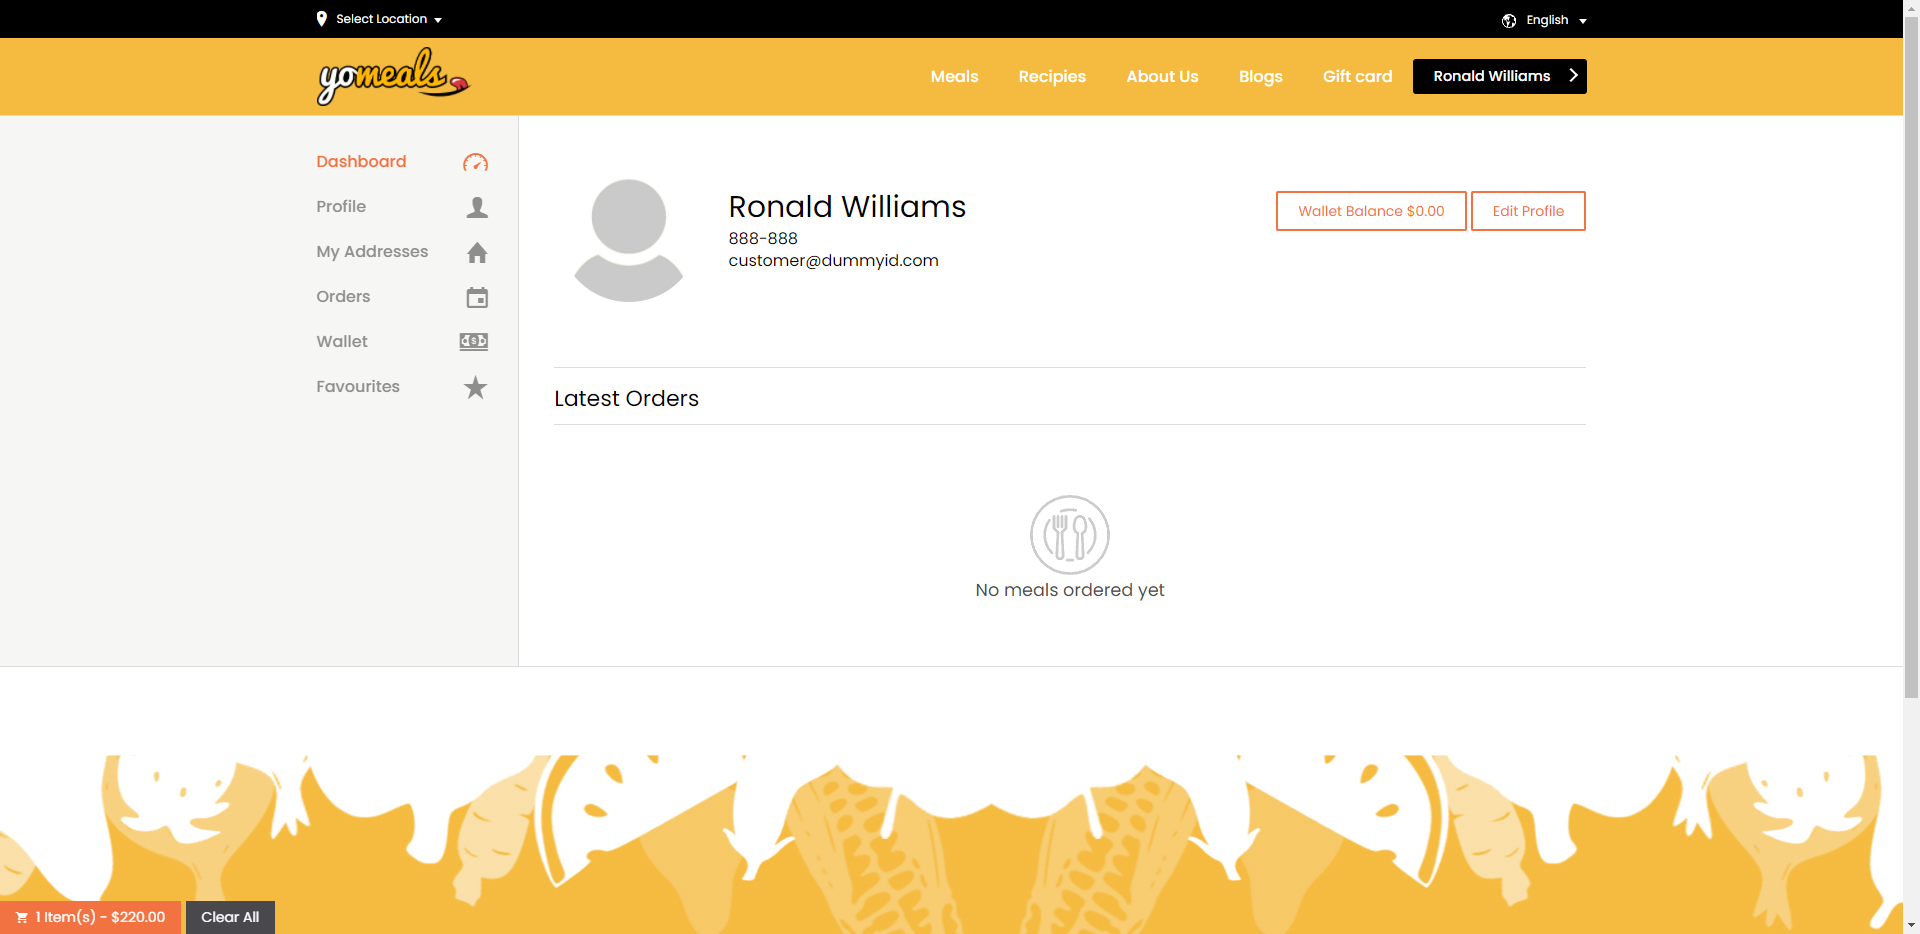 Select Location
English
yomeals
Meals
Recipies
About Us
Blogs
Gift card
Ronald Williams
Dashboard
Profile
My Addresses
Orders
Wallet
Favourites
Ronald Williams
888-888
customer@dummyid.com
Wallet Balance $0.00
Edit Profile
Latest Orders
No meals ordered yet
1 Item(s) - $220.00
Clear All